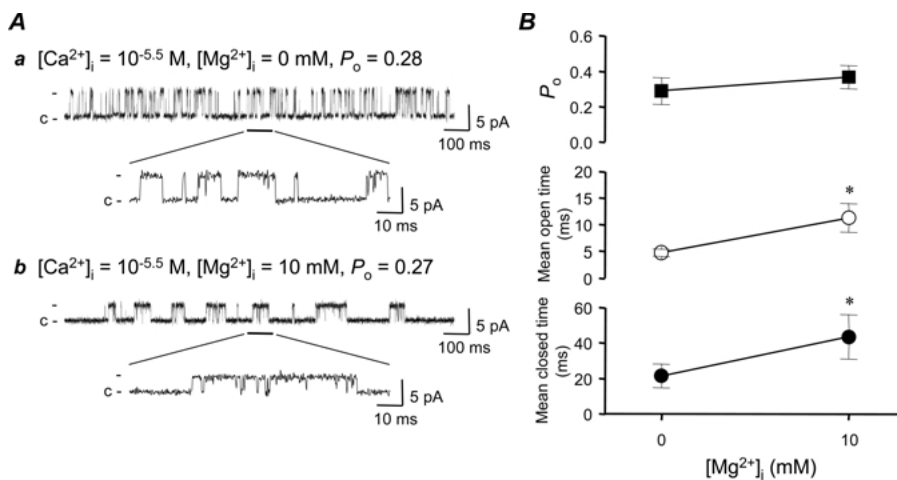 A
a [Ca²⁺]ᵢ = 10⁻⁵·⁵ M, [Mg²⁺]ᵢ = 0 mM, Pₒ = 0.28
-
c -
5 pA
100 ms
-
c -
5 pA
10 ms
b [Ca²⁺]ᵢ = 10⁻⁵·⁵ M, [Mg²⁺]ᵢ = 10 mM, Pₒ = 0.27
-
c -
5 pA
100 ms
-
c -
5 pA
10 ms
B
Pₒ
0.6
0.4
0.2
0.0
Mean open time
(ms)
20
15
10
5
0
*
Mean closed time
(ms)
60
40
20
0
*
0
10
[Mg²⁺]ᵢ (mM)